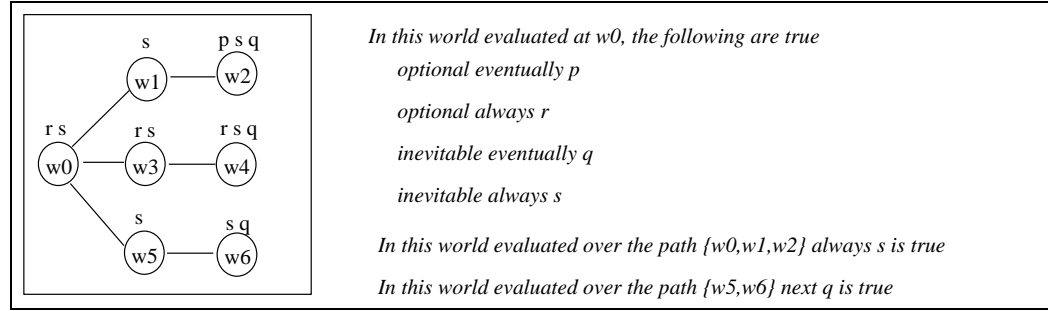 s p s q
w1 w2
r s r s r s q
w0 w3 w4
s s q
w5 w6
In this world evaluated at w0, the following are true
optional eventually p
optional always r
inevitable eventually q
inevitable always s
In this world evaluated over the path {w0,w1,w2} always s is true
In this world evaluated over the path {w5,w6} next q is true